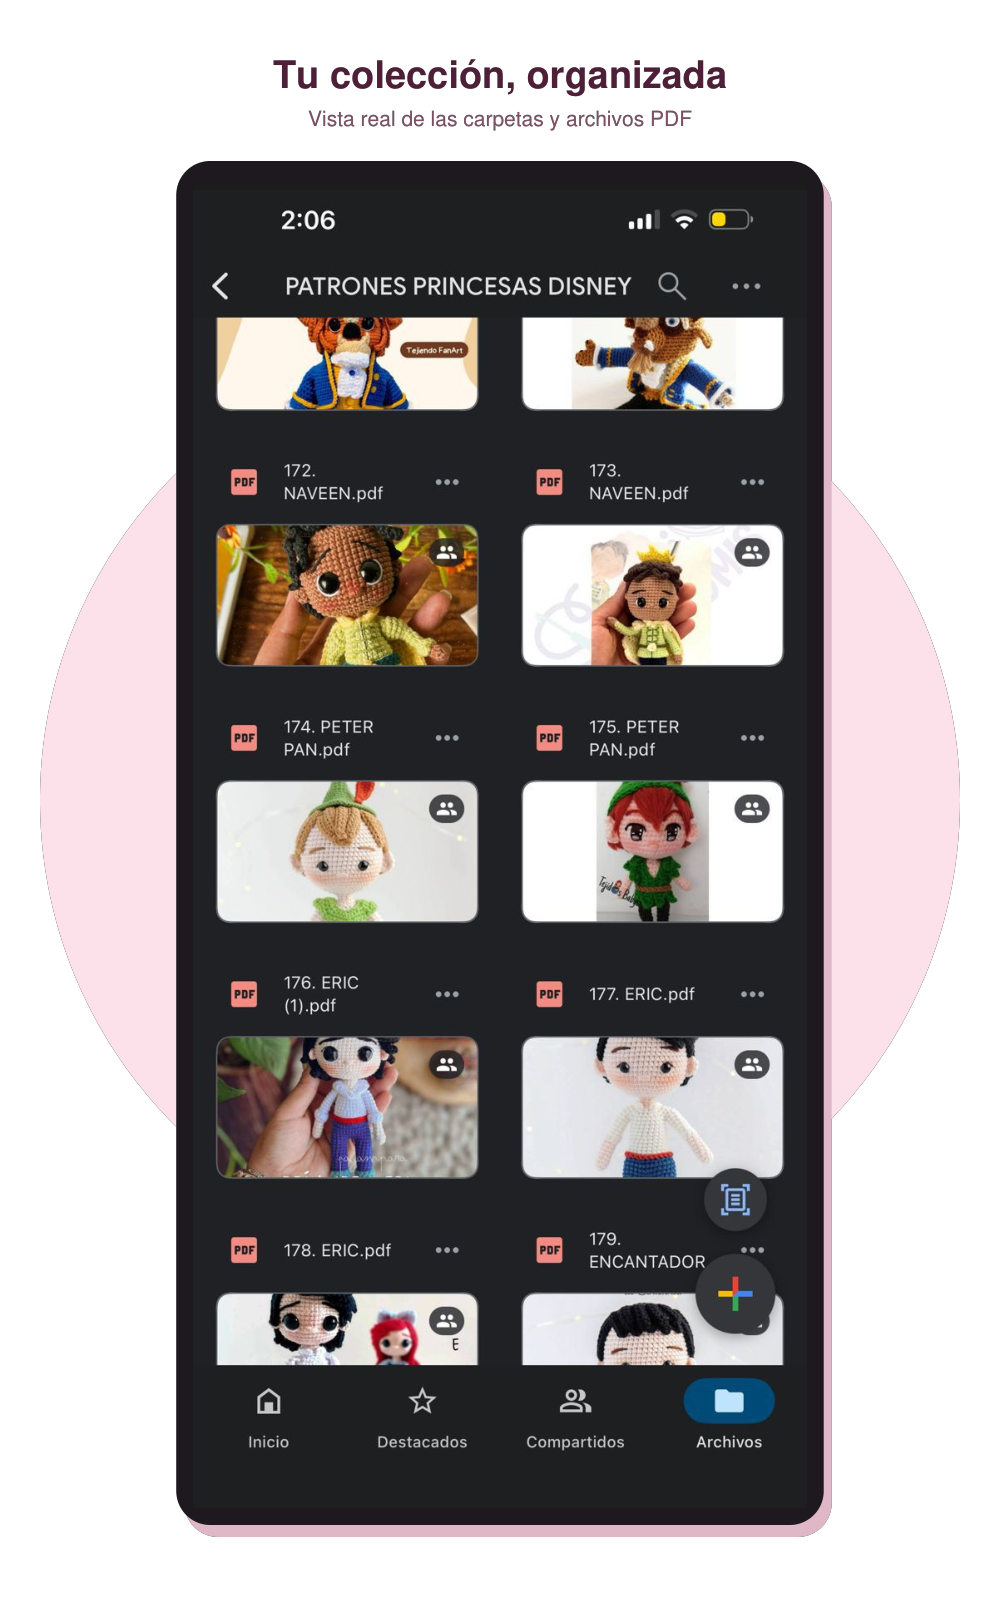 Tu colección, organizada
Vista real de las carpetas y archivos PDF
2:06
PATRONES PRINCESAS DISNEY
Tejiendo FanArt
PDF
172.
NAVEEN.pdf
PDF
173.
NAVEEN.pdf
PDF
174. PETER
PAN.pdf
PDF
175. PETER
PAN.pdf
PDF
176. ERIC
(1).pdf
PDF
177. ERIC.pdf
PDF
178. ERIC.pdf
PDF
179.
ENCANTADOR
E
Inicio
Destacados
Compartidos
Archivos